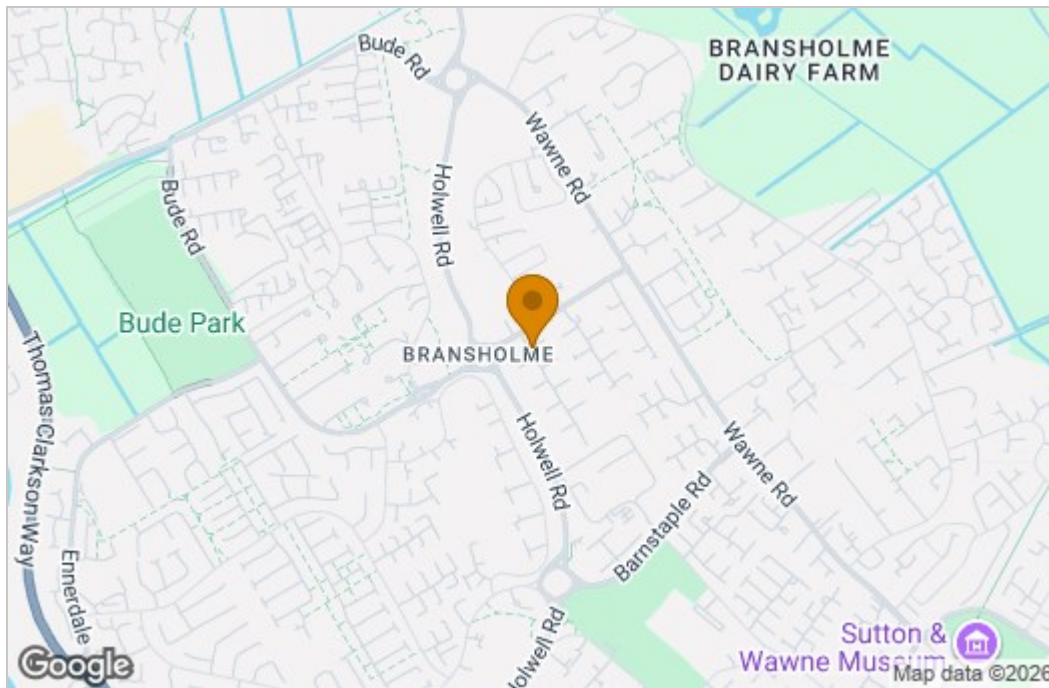 Bude Rd
BRANSHOLME
DAIRY FARM
Wawne Rd
Holwell Rd
Bude Rd
Bude Park
BRANSHOLME
Thomas Clarkson Way
Holwell Rd
Wawne Rd
Barnstaple Rd
Ennerdale
Holwell Rd
Sutton &
Wawne Museum
Google
Map data ©2026